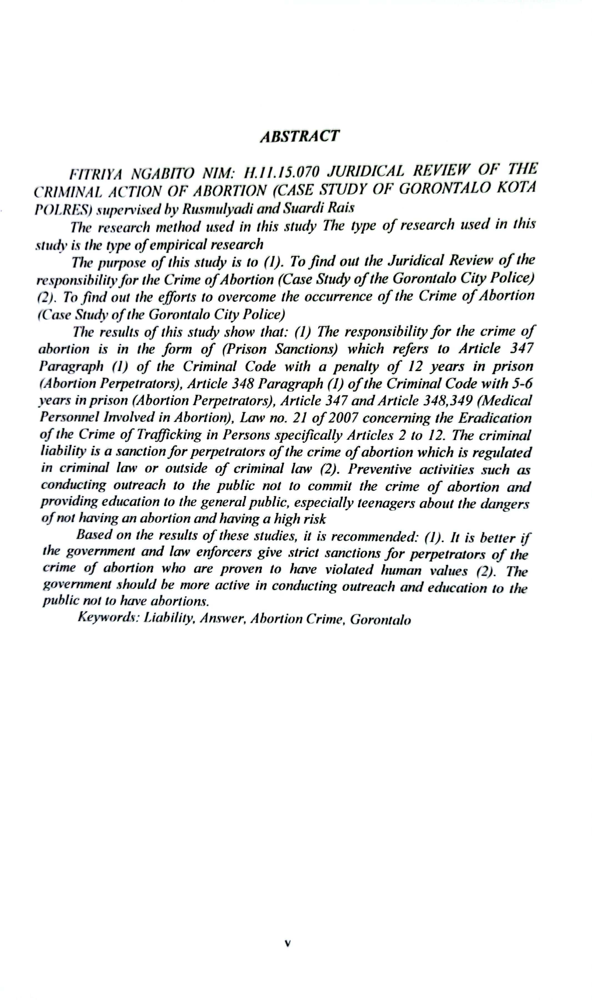 ABSTRACT
FITRIYA NGABITO NIM: H.11.15.070 JURIDICAL REVIEW OF THE
CRIMINAL ACTION OF ABORTION (CASE STUDY OF GORONTALO KOTA
POLRES) supervised by Rusmulyadi and Suardi Rais
The research method used in this study The type of research used in this
study is the type of empirical research
The purpose of this study is to (1). To find out the Juridical Review of the
responsibility for the Crime of Abortion (Case Study of the Gorontalo City Police)
(2). To find out the efforts to overcome the occurrence of the Crime of Abortion
(Case Study of the Gorontalo City Police)
The results of this study show that: (1) The responsibility for the crime of
abortion is in the form of (Prison Sanctions) which refers to Article 347
Paragraph (1) of the Criminal Code with a penalty of 12 years in prison
(Abortion Perpetrators), Article 348 Paragraph (1) of the Criminal Code with 5-6
years in prison (Abortion Perpetrators), Article 347 and Article 348,349 (Medical
Personnel Involved in Abortion), Law no. 21 of 2007 concerning the Eradication
of the Crime of Trafficking in Persons specifically Articles 2 to 12. The criminal
liability is a sanction for perpetrators of the crime of abortion which is regulated
in criminal law or outside of criminal law (2). Preventive activities such as
conducting outreach to the public not to commit the crime of abortion and
providing education to the general public, especially teenagers about the dangers
of not having an abortion and having a high risk
Based on the results of these studies, it is recommended: (1). It is better if
the government and law enforcers give strict sanctions for perpetrators of the
crime of abortion who are proven to have violated human values (2). The
government should be more active in conducting outreach and education to the
public not to have abortions.
Keywords: Liability, Answer, Abortion Crime, Gorontalo
v